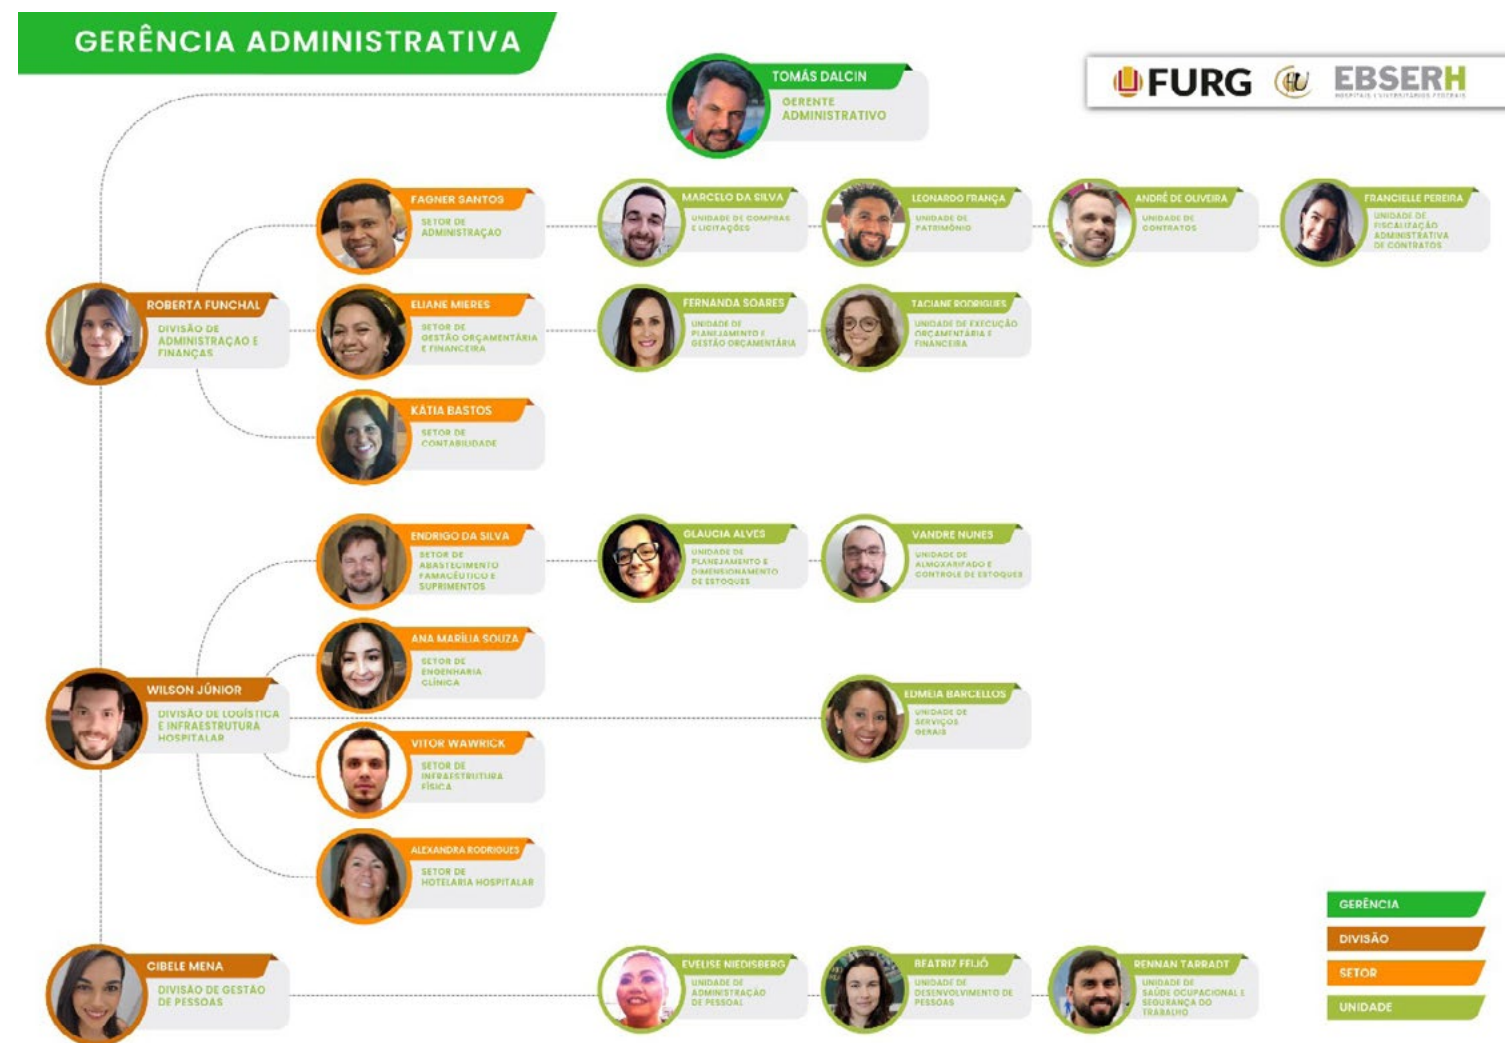 GERÊNCIA ADMINISTRATIVA
FURG
HU
EBSERH
HOSPITAIS UNIVERSITÁRIOS FEDERAIS
TOMÁS DALCIN
GERENTE
ADMINISTRATIVO
ROBERTA FUNCHAL
DIVISÃO DE
ADMINISTRAÇÃO E
FINANÇAS
FAGNER SANTOS
SETOR DE
ADMINISTRAÇÃO
MARCELO DA SILVA
UNIDADE DE COMPRAS
E LICITAÇÕES
LEONARDO FRANÇA
UNIDADE DE
PATRIMÔNIO
ANDRÉ DE OLIVEIRA
UNIDADE DE
CONTRATOS
FRANCIELLE PEREIRA
UNIDADE DE
FISCALIZAÇÃO
ADMINISTRATIVA
DE CONTRATOS
ELIANE MIERES
SETOR DE
GESTÃO ORÇAMENTÁRIA
E FINANCEIRA
FERNANDA SOARES
UNIDADE DE
PLANEJAMENTO E
GESTÃO ORÇAMENTÁRIA
TACIANE RODRIGUES
UNIDADE DE EXECUÇÃO
ORÇAMENTÁRIA E
FINANCEIRA
KÁTIA BASTOS
SETOR DE
CONTABILIDADE
WILSON JÚNIOR
DIVISÃO DE LOGÍSTICA
E INFRAESTRUTURA
HOSPITALAR
ENDRIGO DA SILVA
SETOR DE
ABASTECIMENTO
FAMACÊUTICO E
SUPRIMENTOS
GLAUCIA ALVES
UNIDADE DE
PLANEJAMENTO E
DIMENSIONAMENTO
DE ESTOQUES
VANDRE NUNES
UNIDADE DE
ALMOXARIFADO E
CONTROLE DE ESTOQUES
ANA MARÍLIA SOUZA
SETOR DE
ENGENHARIA
CLÍNICA
EDMEIA BARCELLOS
UNIDADE DE
SERVIÇOS
GERAIS
VITOR WAWRICK
SETOR DE
INFRAESTRUTURA
FÍSICA
ALEXANDRA RODRIGUES
SETOR DE
HOTELARIA HOSPITALAR
CIBELE MENA
DIVISÃO DE GESTÃO
DE PESSOAS
EVELISE NIEDISBERG
UNIDADE DE
ADMINISTRAÇÃO
DE PESSOAL
BEATRIZ FEIJÓ
UNIDADE DE
DESENVOLVIMENTO DE
PESSOAS
RENNAN TARRADT
UNIDADE DE
SAÚDE OCUPACIONAL E
SEGURANÇA DO
TRABALHO
GERÊNCIA
DIVISÃO
SETOR
UNIDADE